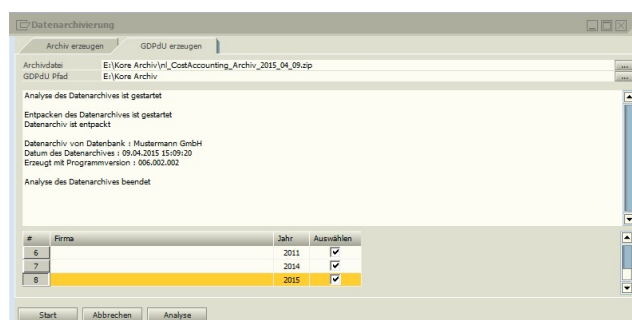 Datenarchivierung
Archiv erzeugen GDPdU erzeugen
Archivdatei E:\Kore Archiv\nl_CostAccounting_Archiv_2015_04_09.zip ...
GDPdU Pfad E:\Kore Archiv ...
Analyse des Datenarchives ist gestartet
Entpacken des Datenarchives ist gestartet
Datenarchiv ist entpackt
Datenarchiv von Datenbank : Mustermann GmbH
Datum des Datenarchives : 09.04.2015 15:09:20
Erzeugt mit Programmversion : 006.002.002
Analyse des Datenarchives beendet
# Firma Jahr Auswählen
6 2011
7 2014
8 2015
Start Abbrechen Analyse